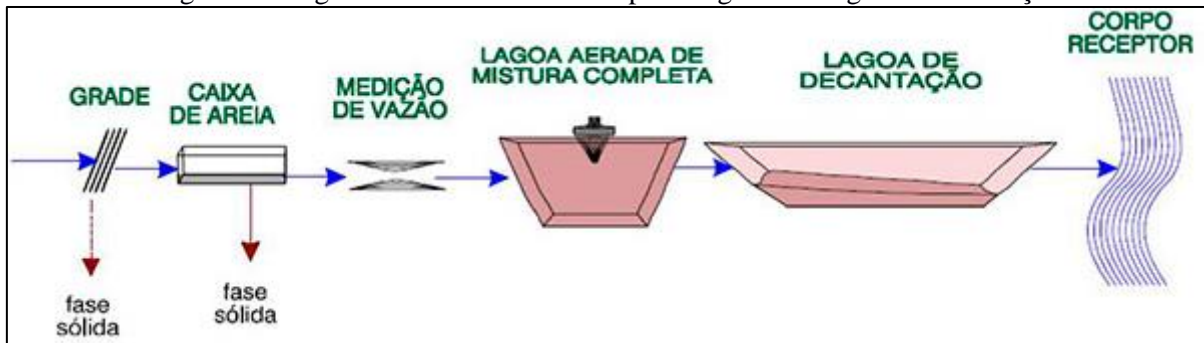 GRADE
CAIXA
DE AREIA
MEDIÇÃO
DE VAZÃO
LAGOA AERADA DE
MISTURA COMPLETA
LAGOA DE
DECANTAÇÃO
CORPO
RECEPTOR
fase
sólida
fase
sólida